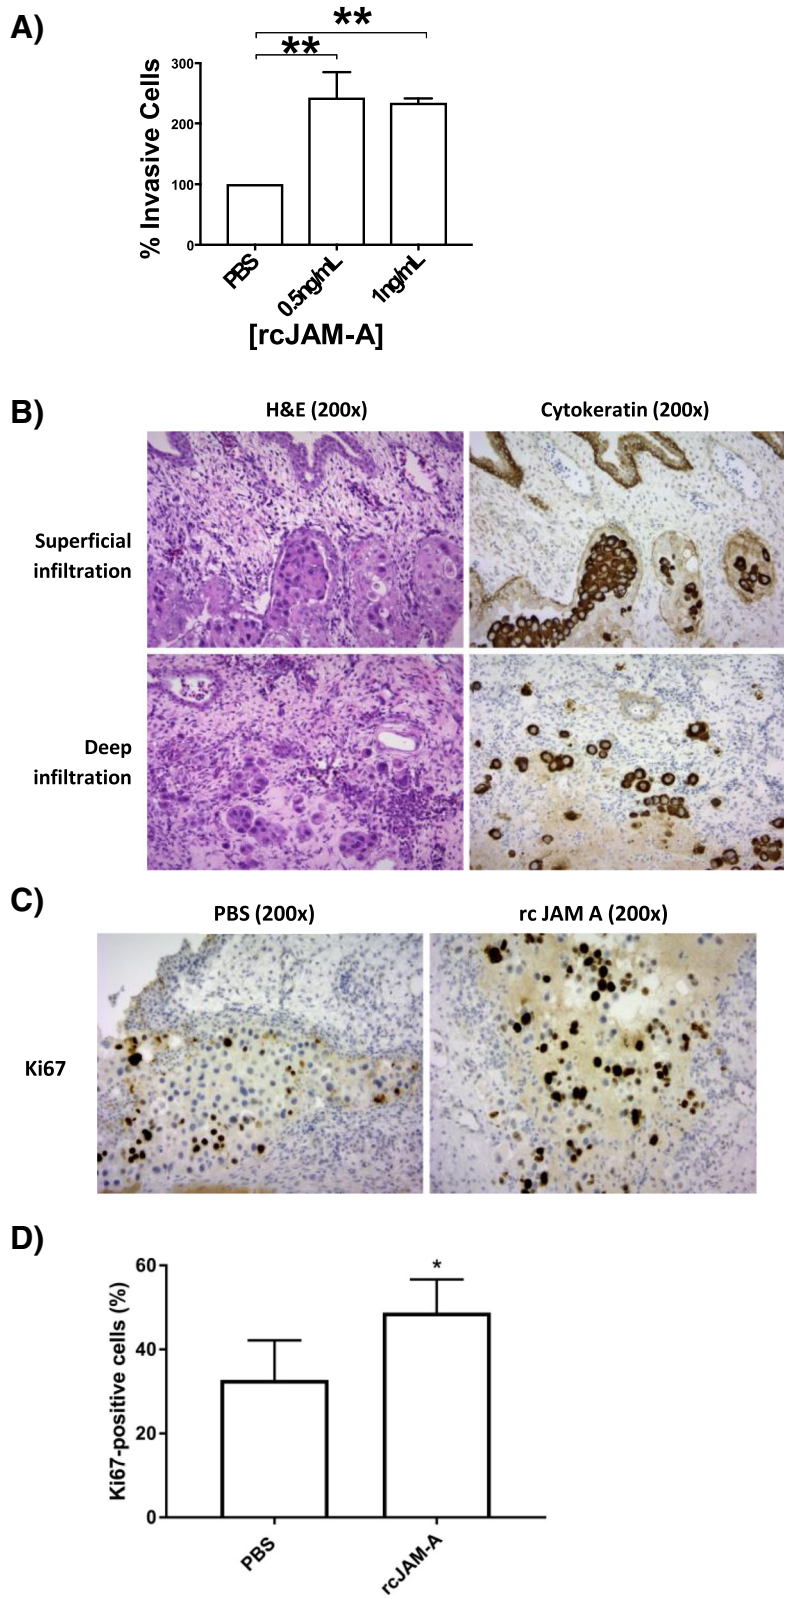 A)
**
**
% Invasive Cells
300
200
100
0
PBS
0.5ng/mL
1ng/mL
[rcJAM-A]
B)
H&E (200x)
Cytokeratin (200x)
Superficial
infiltration
Deep
infiltration
C)
PBS (200x)
rc JAM A (200x)
Ki67
D)
Ki67-positive cells (%)
60
40
20
0
*
PBS
rcJAM-A